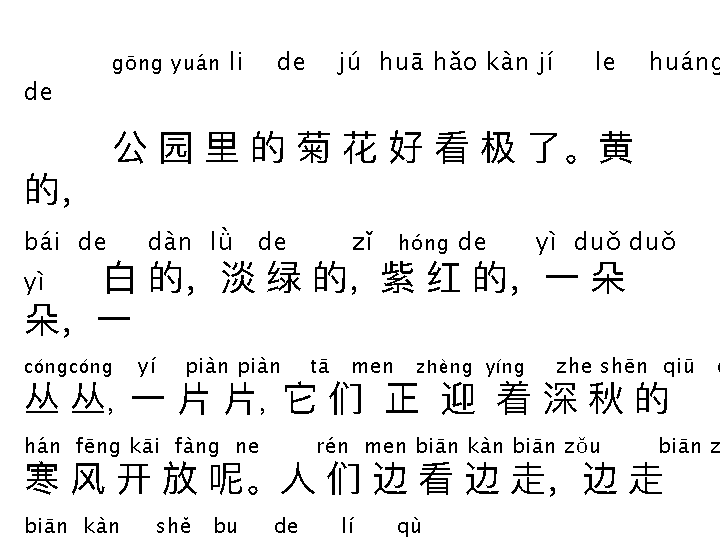 gōng yuán li de jú huā hǎo kàn jí le huáng
de
公园里的菊花好看极了。黄
的，
bái de dàn lǜ de zǐ hóng de yì duǒ duǒ
yì 白的，淡绿的，紫红的，一朵
朵，一
cóngcóng yí piàn piàn tā men zhèng yíng zhe shēn qiū
丛丛，一片片，它们正迎着深秋的
hán fēng kāi fàng ne rén men biān kàn biān zǒu biān
寒风开放呢。人们边看边走，边走
biān kàn shě bu de lí qù